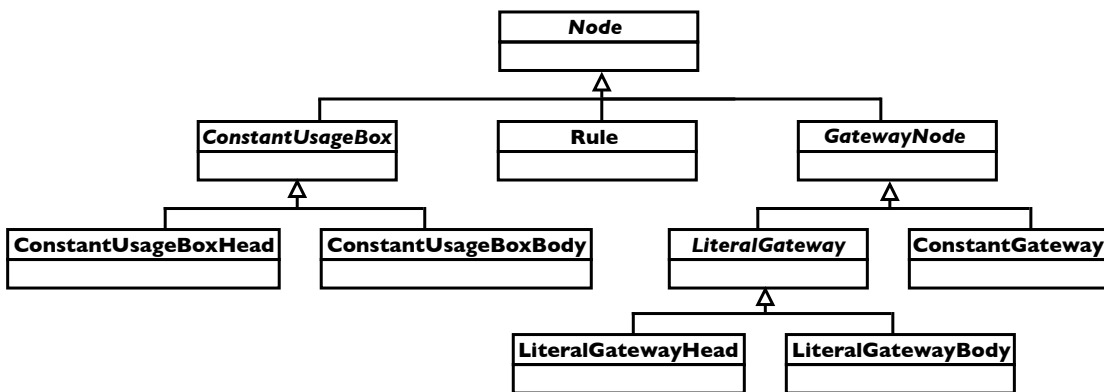 Node
ConstantUsageBox
Rule
GatewayNode
ConstantUsageBoxHead
ConstantUsageBoxBody
LiteralGateway
ConstantGateway
LiteralGatewayHead
LiteralGatewayBody